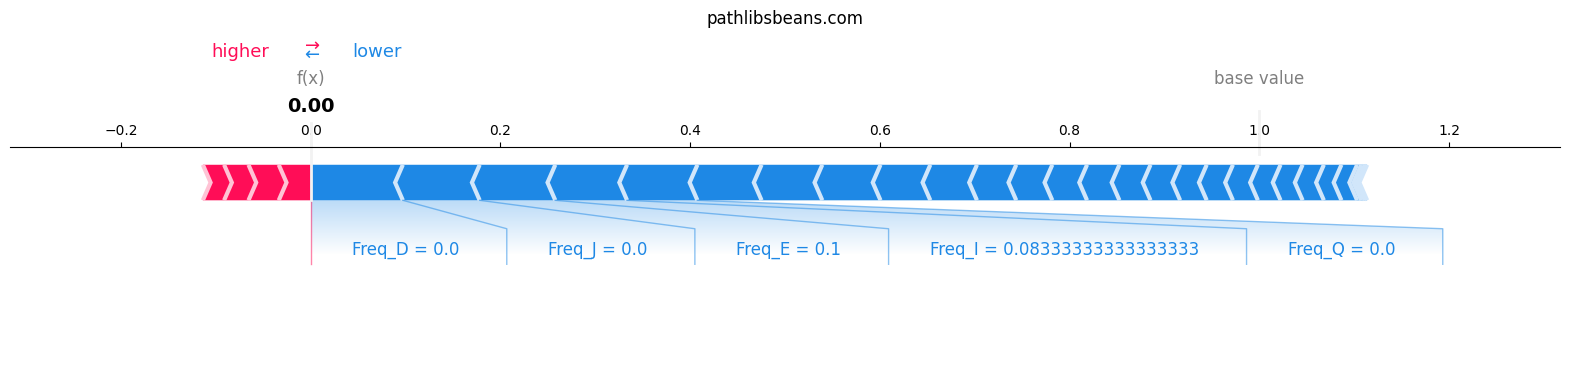 pathlibsbeans.com
higher ⇄ lower
f(x) base value
0.00
−0.2 0.0 0.2 0.4 0.6 0.8 1.0 1.2
Freq_D = 0.0 Freq_J = 0.0 Freq_E = 0.1 Freq_I = 0.08333333333333333 Freq_Q = 0.0